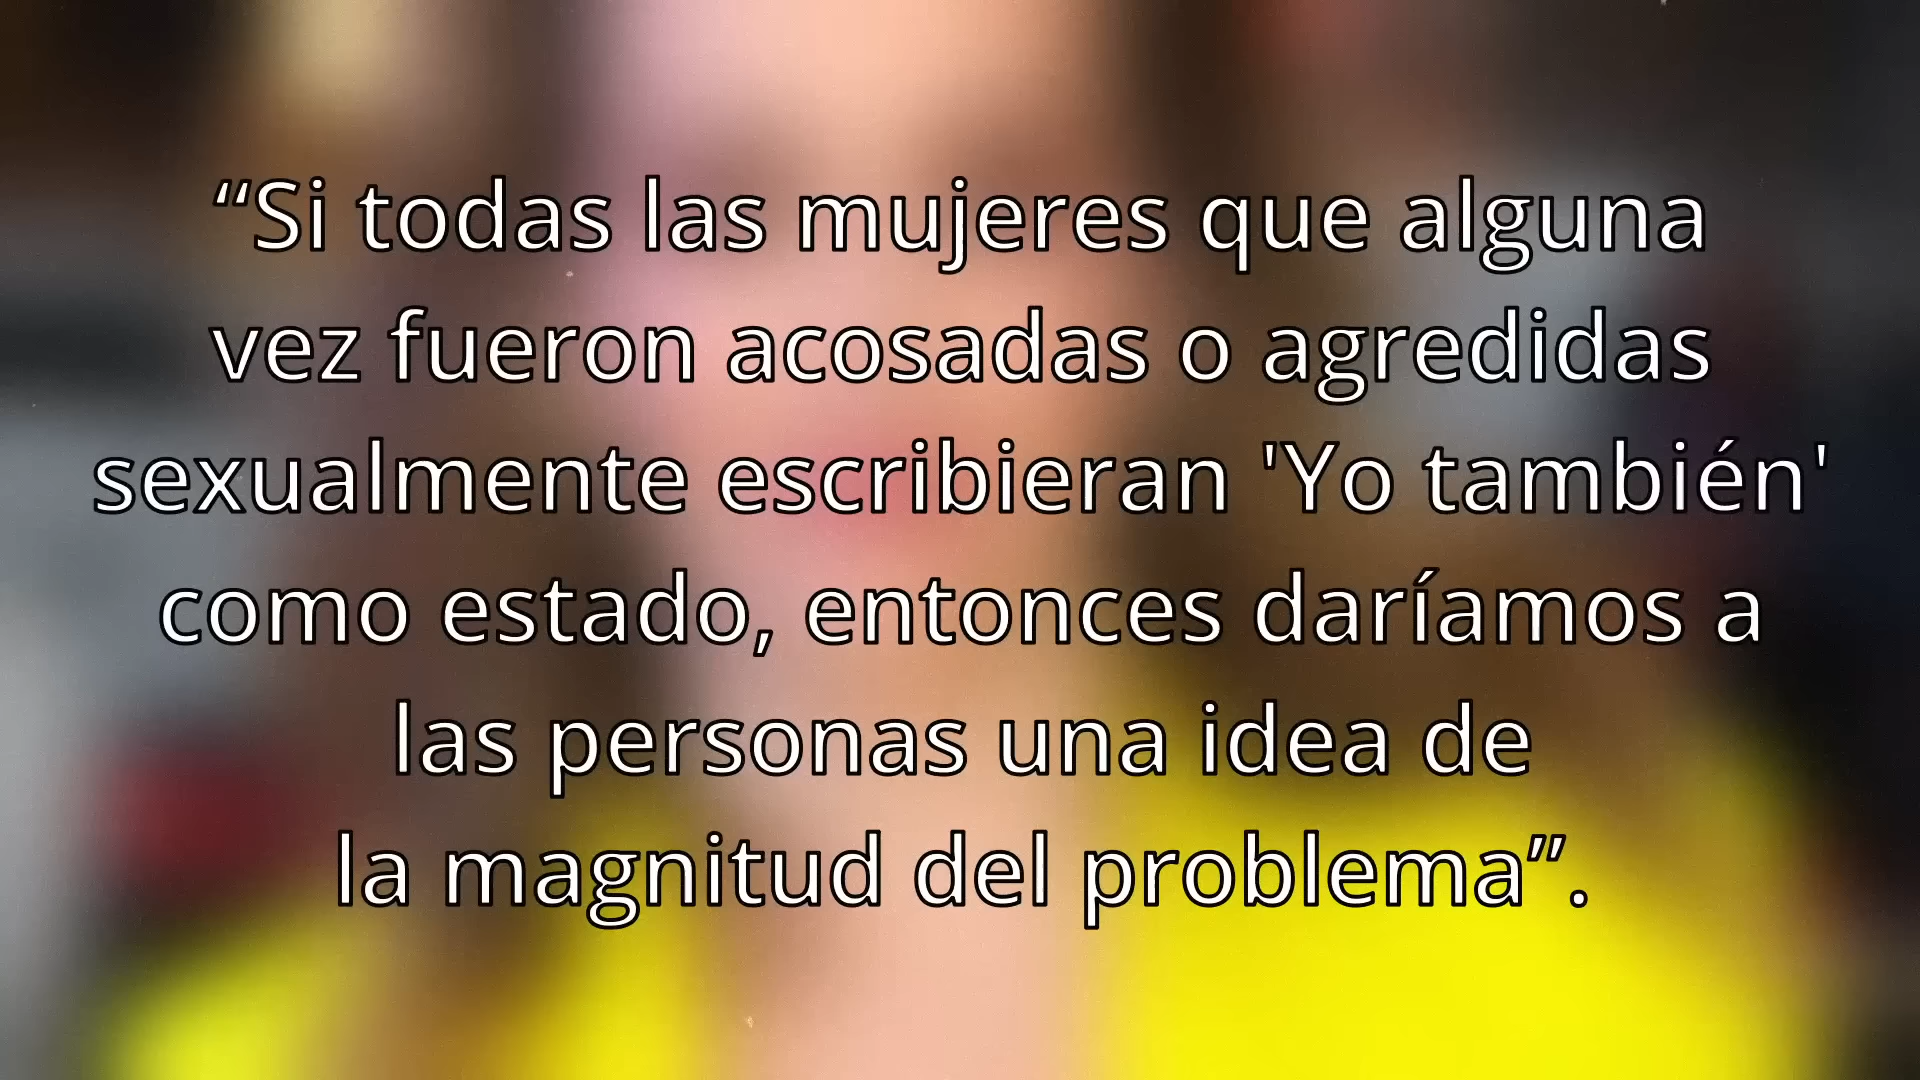 “Si todas las mujeres que alguna
vez fueron acosadas o agredidas
sexualmente escribieran 'Yo también'
como estado, entonces daríamos a
las personas una idea de
la magnitud del problema”.